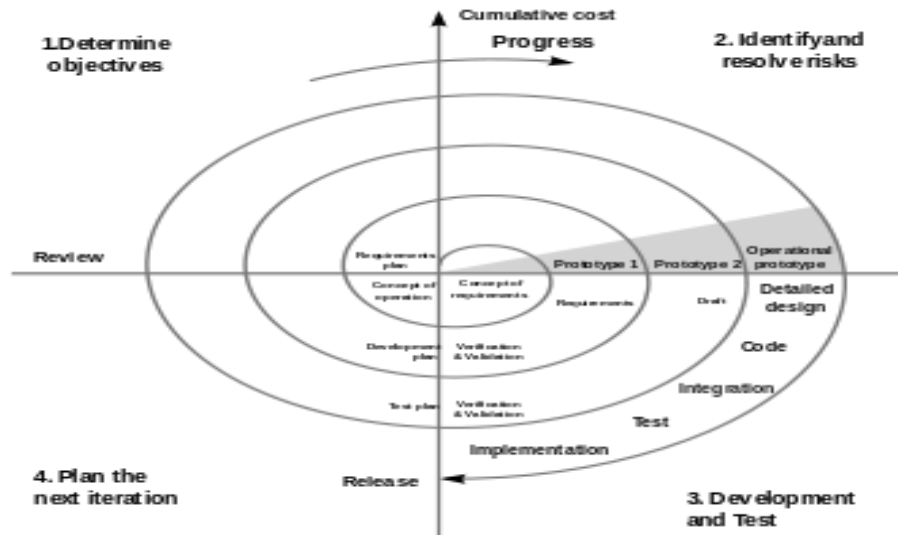 Cumulative cost
1.Determine
objectives
Progress
2. Identify and
resolve risks
Review
Requirements
plan
Prototype 1
Prototype 2
Operational
prototype
Concept of
operation
Concept of
requirements
Requirements
Draft
Detailed
design
Development
plan
Verification
& Validation
Code
Integration
Test plan
Verification
& Validation
Test
Implementation
4. Plan the
next iteration
Release
3. Development
and Test